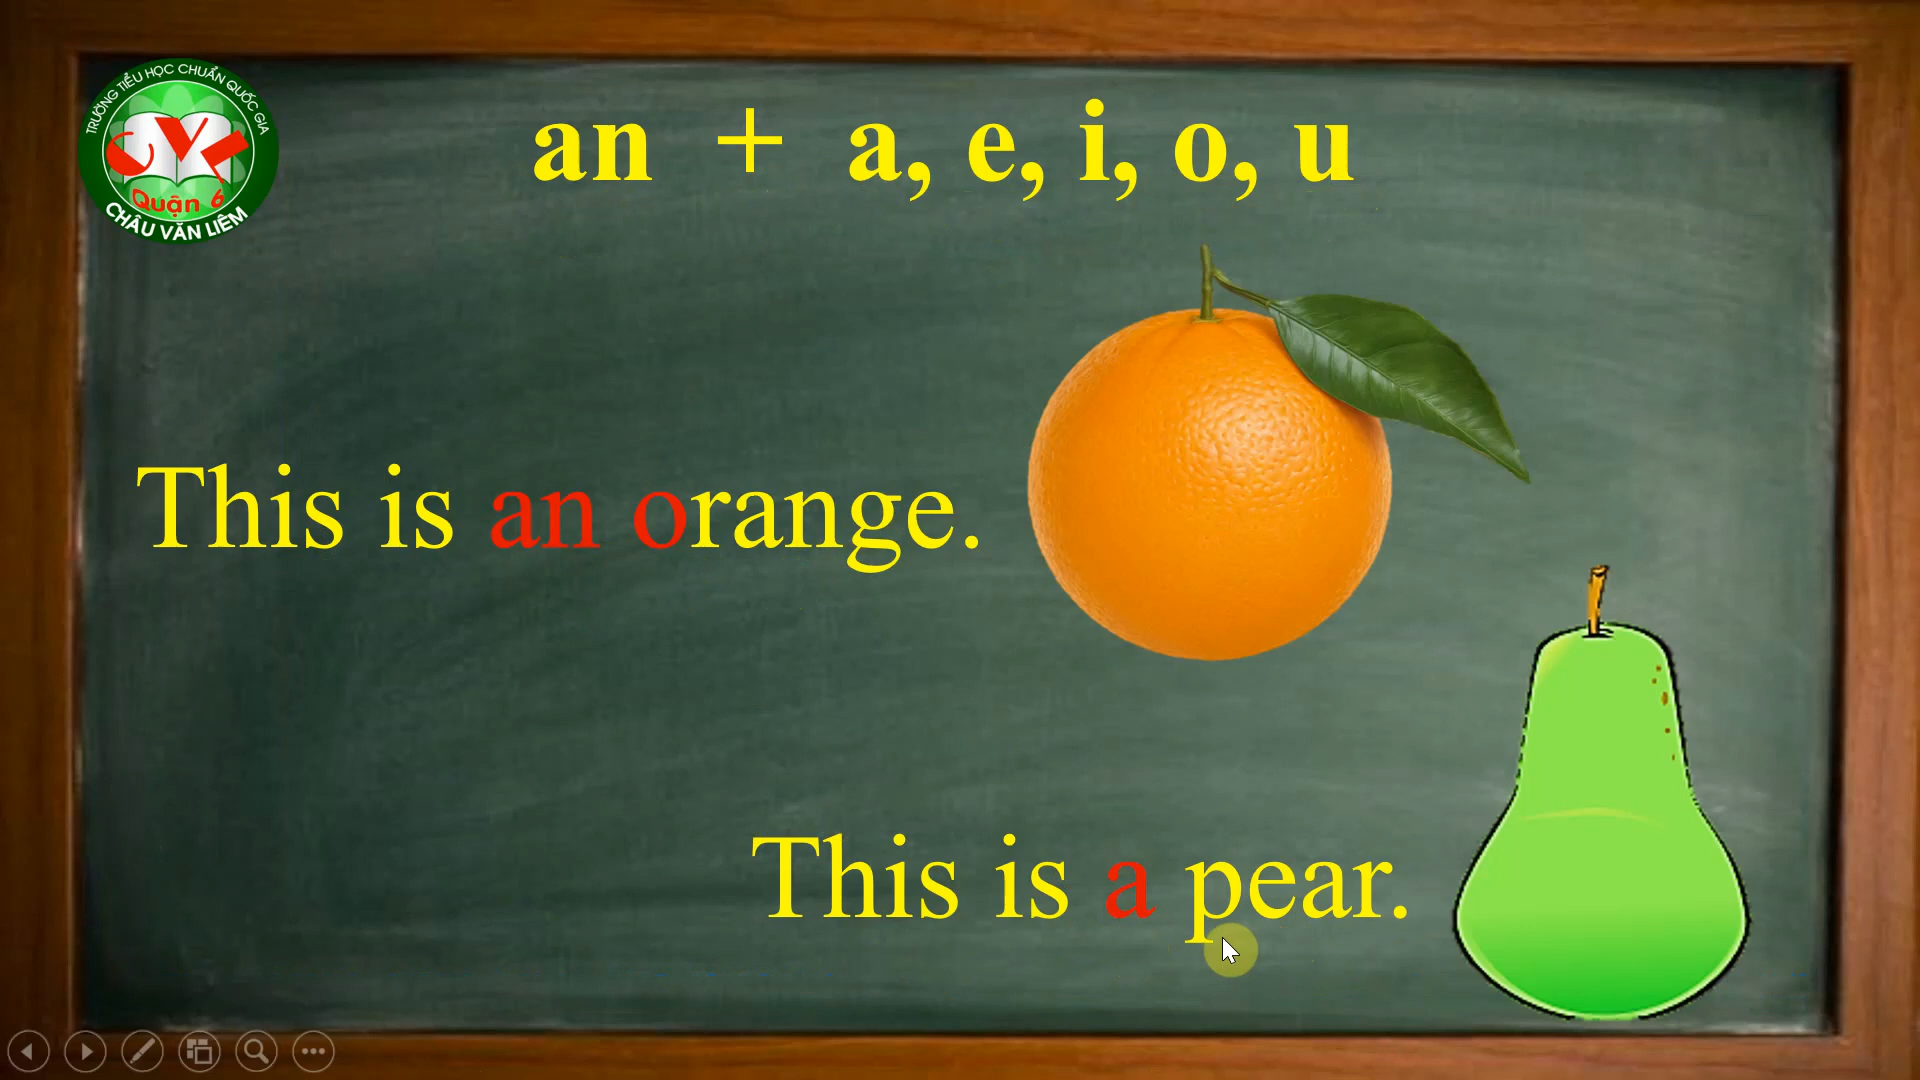 TRƯỜNG TIỂU HỌC CHUẨN QUỐC GIA
CVL
Quận 6
CHÂU VĂN LIÊM
an + a, e, i, o, u
This is an orange.
This is a pear.